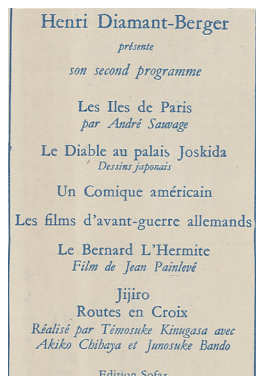 Henri Diamant-Berger
présente
son second programme
Les Iles de Paris
par André Sauvage
Le Diable au palais Joskida
Dessins japonais
Un Comique américain
Les films d'avant-guerre allemands
Le Bernard L'Hermite
Film de Jean Painlevé
Jijiro
Routes en Croix
Réalisé par Témosuke Kinugasa avec
Akiko Chihaya et Junosuke Bando
Edition Sofar